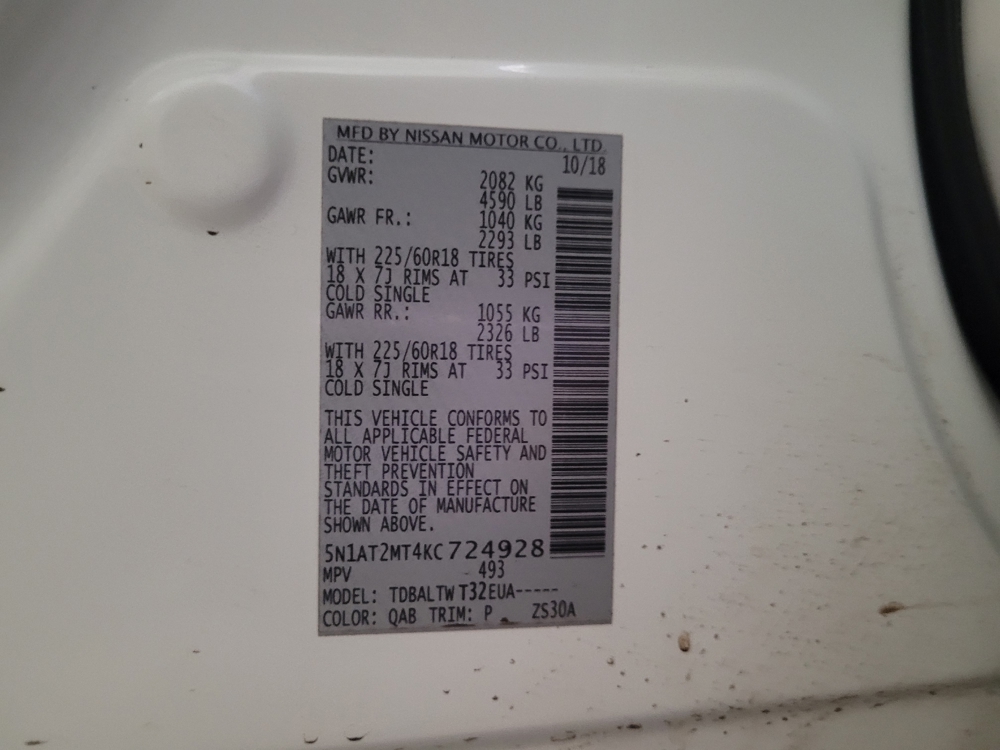 MFD BY NISSAN MOTOR CO., LTD.
DATE: 10/18
GVWR: 2082 KG
4590 LB
GAWR FR.: 1040 KG
2293 LB
WITH 225/60R18 TIRES
18 X 7J RIMS AT 33 PSI
COLD SINGLE
GAWR RR.: 1055 KG
2326 LB
WITH 225/60R18 TIRES
18 X 7J RIMS AT 33 PSI
COLD SINGLE
THIS VEHICLE CONFORMS TO
ALL APPLICABLE FEDERAL
MOTOR VEHICLE SAFETY AND
THEFT PREVENTION
STANDARDS IN EFFECT ON
THE DATE OF MANUFACTURE
SHOWN ABOVE.
5N1AT2MT4KC724928
MPV 493
MODEL: TDBALTWT32EUA-----
COLOR: QAB TRIM: P ZS30A